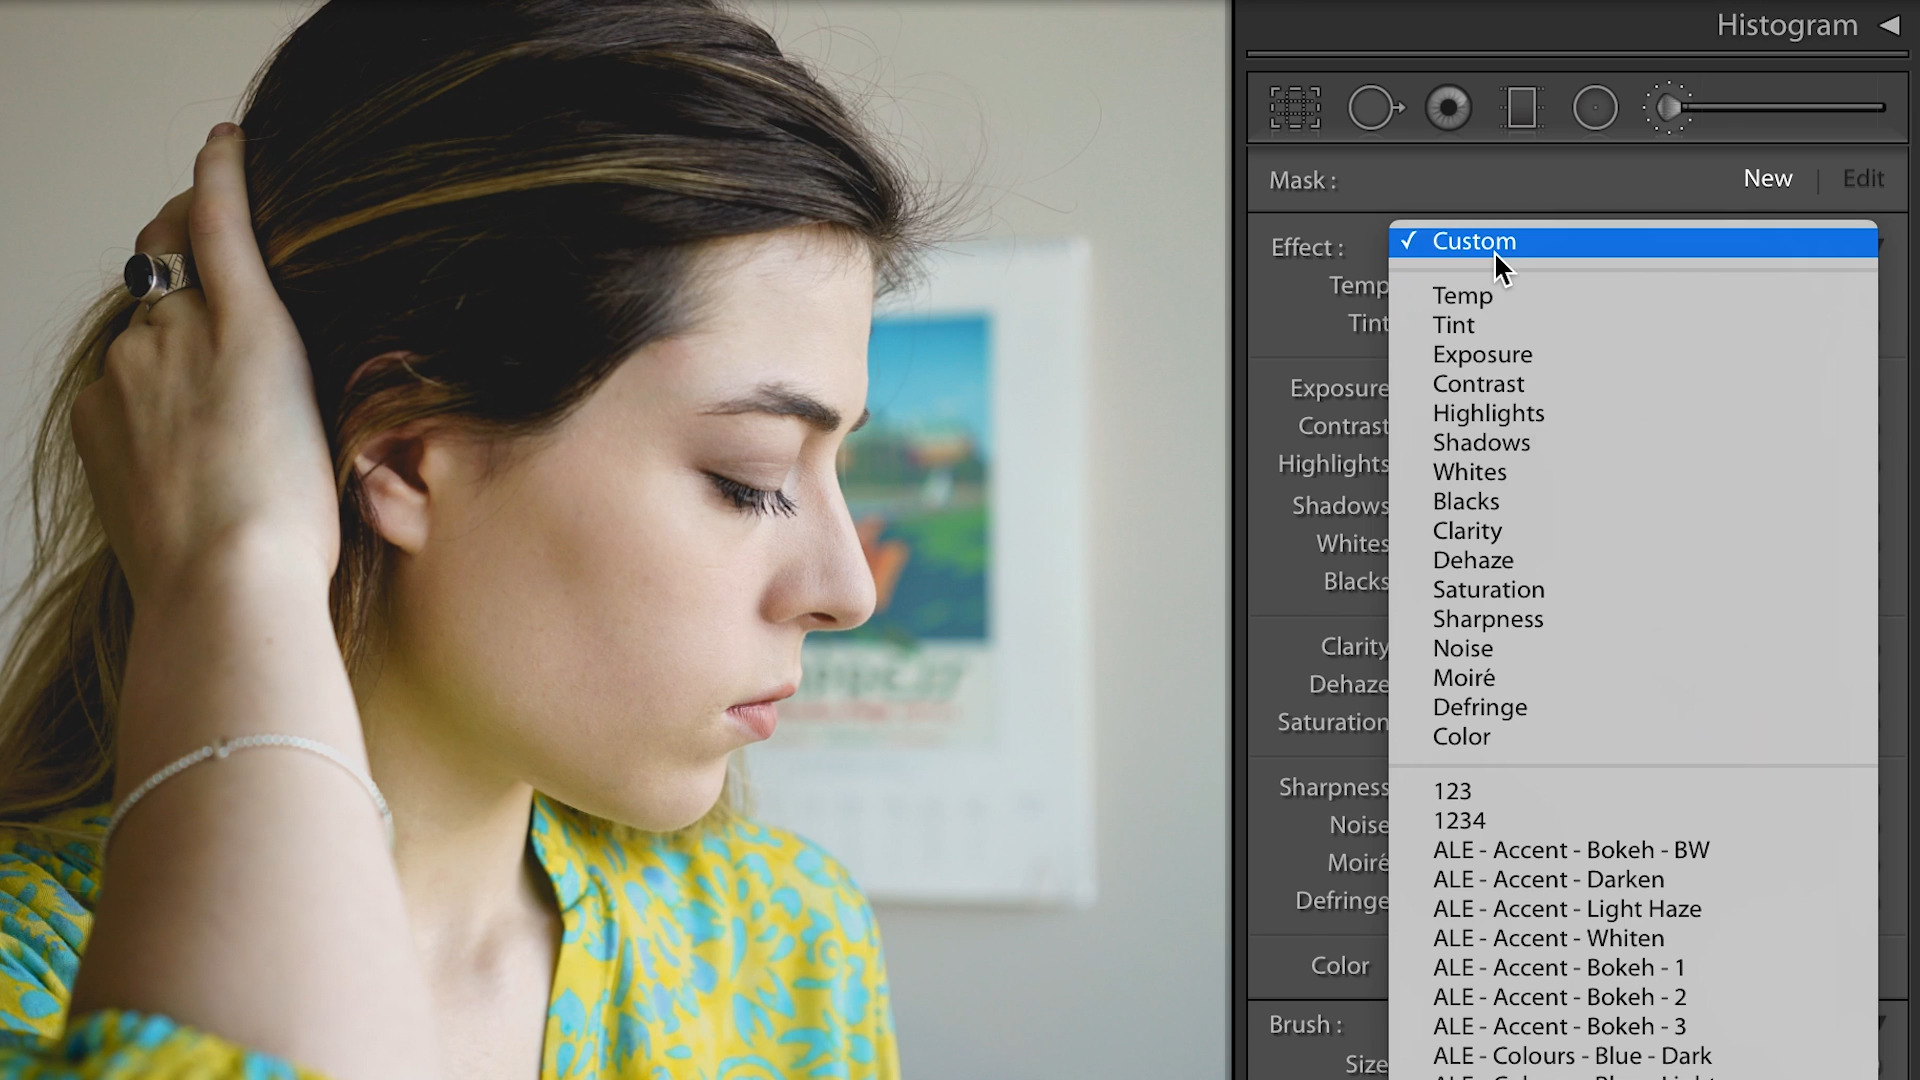 Histogram
Mask :
New | Edit
Effect :
Custom
Temp
Tint
Exposure
Contrast
Highlights
Shadows
Whites
Blacks
Clarity
Dehaze
Saturation
Sharpness
Noise
Moiré
Defringe
Color
Brush :
Size
Temp
Tint
Exposure
Contrast
Highlights
Shadows
Whites
Blacks
Clarity
Dehaze
Saturation
Sharpness
Noise
Moiré
Defringe
Color
123
1234
ALE - Accent - Bokeh - BW
ALE - Accent - Darken
ALE - Accent - Light Haze
ALE - Accent - Whiten
ALE - Accent - Bokeh - 1
ALE - Accent - Bokeh - 2
ALE - Accent - Bokeh - 3
ALE - Colours - Blue - Dark